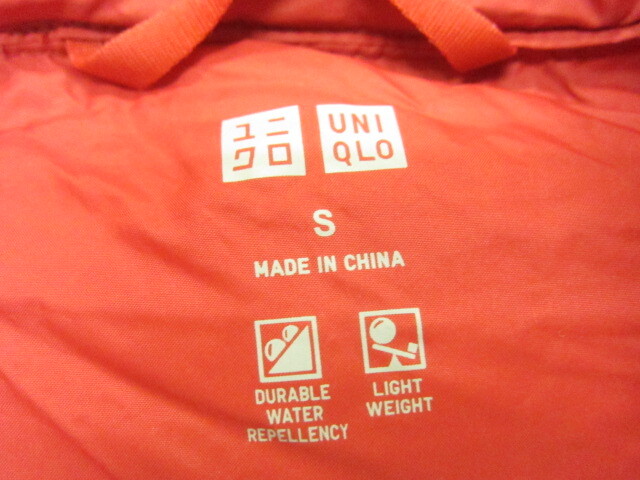 ユニ
クロ
UNI
QLO
S
MADE IN CHINA
DURABLE
WATER
REPELLENCY
LIGHT
WEIGHT